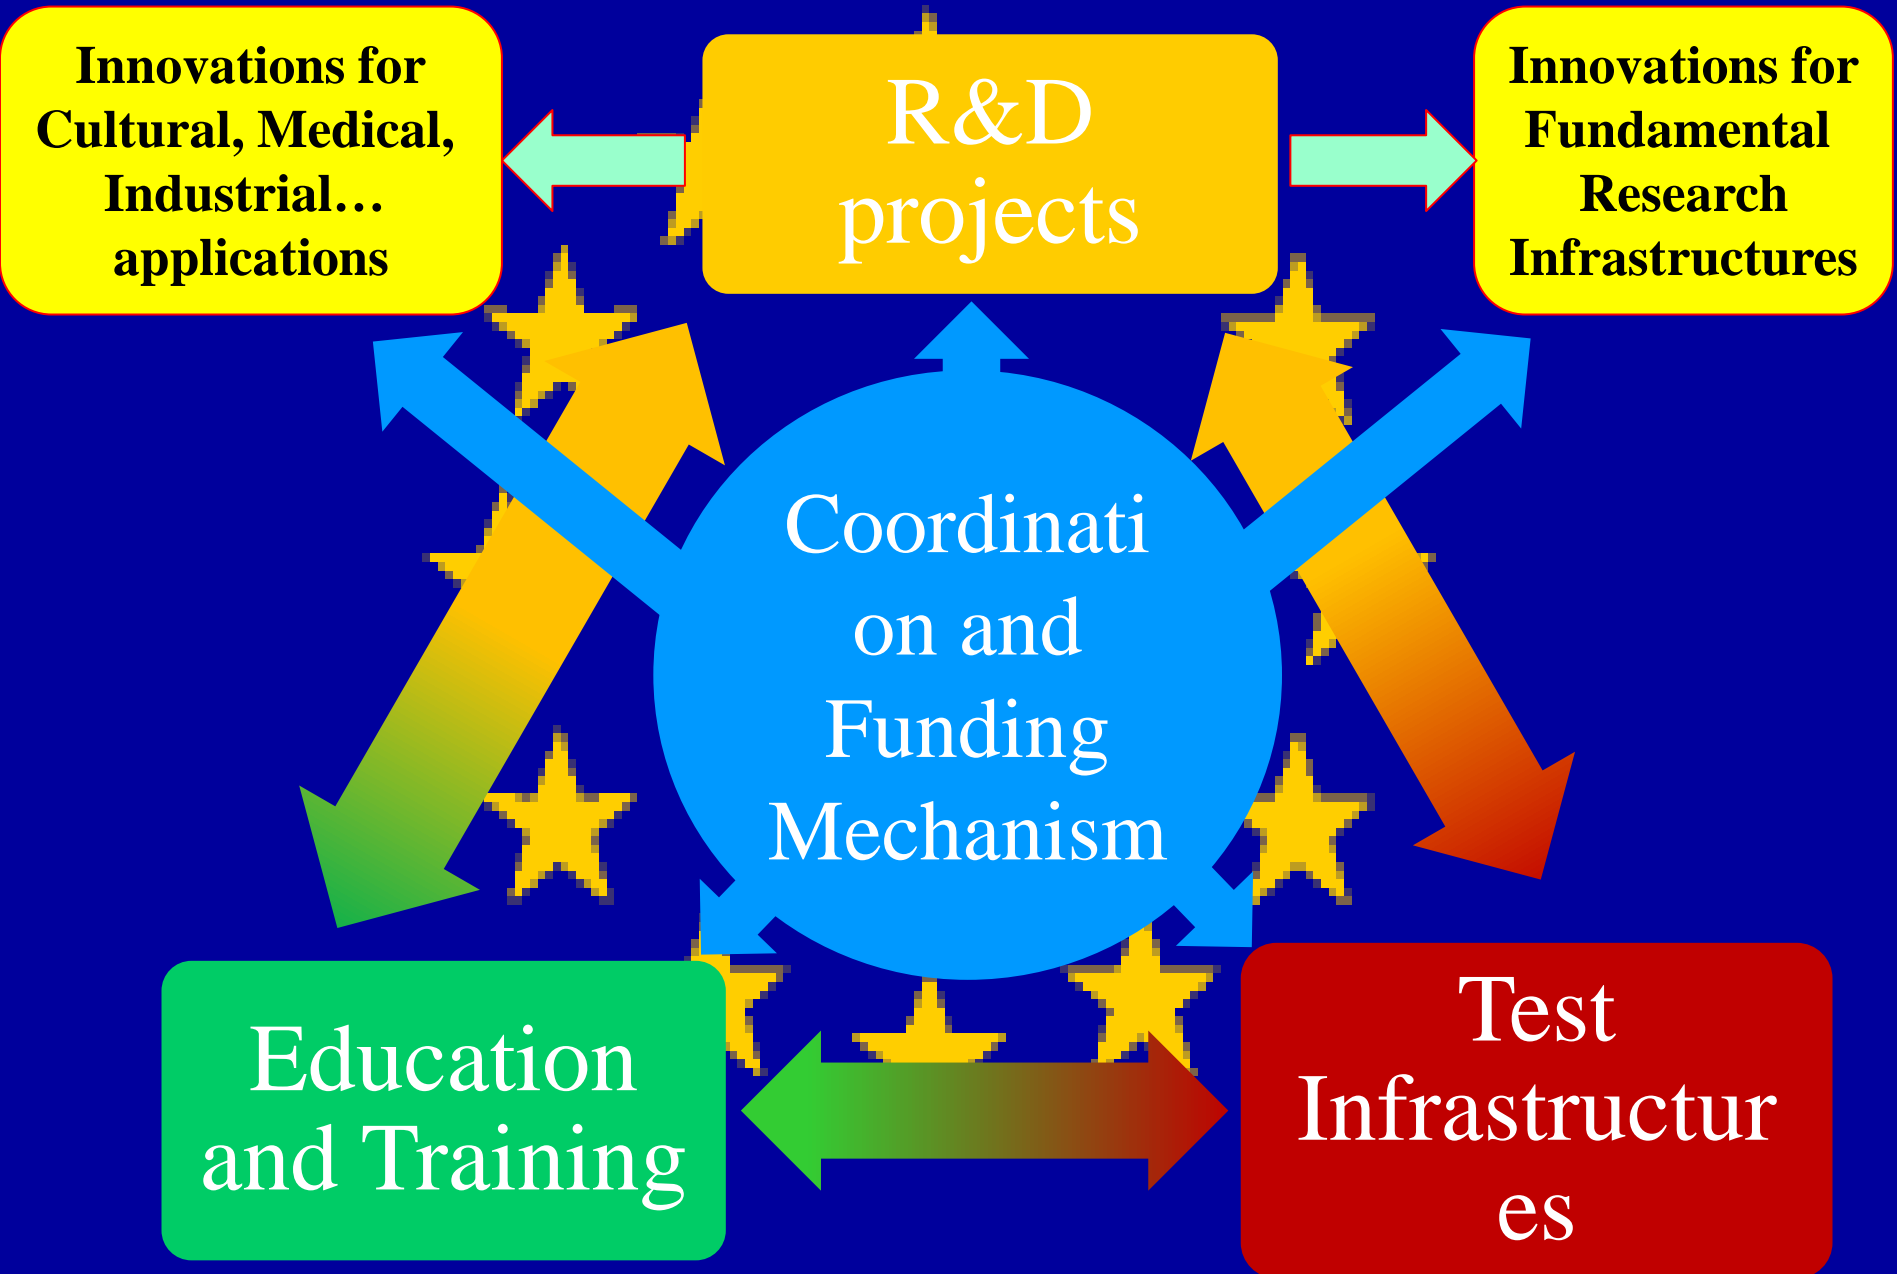 Innovations for
Cultural, Medical,
Industrial…
applications
R&D
projects
Innovations for
Fundamental
Research
Infrastructures
Coordinati
on and
Funding
Mechanism
Education
and Training
Test
Infrastructur
es